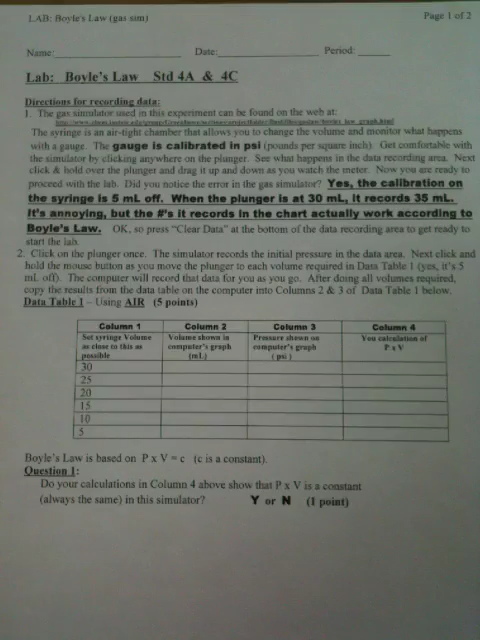 LAB: Boyle's Law (gas sim)
Page 1 of 2
Name: Date: Period:
Lab: Boyle's Law Std 4A & 4C
Directions for recording data:
1. The gas simulator used in this experiment can be found on the web at:
The syringe is an air-tight chamber that allows you to change the volume and monitor what happens
with a gauge. The gauge is calibrated in psi (pounds per square inch). Get comfortable with
the simulator by clicking anywhere on the plunger. See what happens in the data recording area. Next
click & hold over the plunger and drag it up and down as you watch the meter. Now you are ready to
proceed with the lab. Did you notice the error in the gas simulator? Yes, the calibration on
the syringe is 5 mL off. When the plunger is at 30 mL, it records 35 mL.
It's annoying, but the #'s it records in the chart actually work according to
Boyle's Law. OK, so press "Clear Data" at the bottom of the data recording area to get ready to
start the lab.
2. Click on the plunger once. The simulator records the initial pressure in the data area. Next click and
hold the mouse button as you move the plunger to each volume required in Data Table 1 (yes, it's 5
mL off). The computer will record that data for you as you go. After doing all volumes required,
copy the results from the data table on the computer into Columns 2 & 3 of Data Table 1 below.
Data Table 1 – Using AIR (5 points)
Column 1 Column 2 Column 3 Column 4
Set syringe Volume Volume shown in Pressure shown on You calculation of
as close to this as computer's graph computer's graph P x V
possible (mL) (psi)
30
25
20
15
10
5
Boyle's Law is based on P x V = c (c is a constant).
Question 1:
Do your calculations in Column 4 above show that P x V is a constant
(always the same) in this simulator? Y or N (1 point)